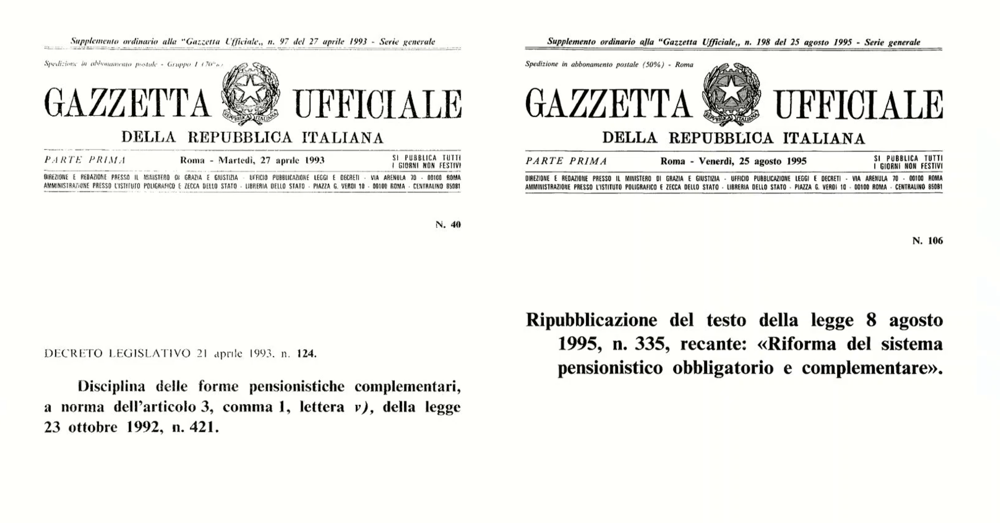 Supplemento ordinario alla "Gazzetta Ufficiale,, n. 97 del 27 aprile 1993 - Serie generale
Spedizione in abbonamento postale - Gruppo I (70%)
GAZZETTA UFFICIALE
REPVBBLICA ITALIANA
DELLA REPUBBLICA ITALIANA
PARTE PRIMA
Roma - Martedì, 27 aprile 1993
SI PUBBLICA TUTTI
I GIORNI NON FESTIVI
DIREZIONE E REDAZIONE PRESSO IL MINISTERO DI GRAZIA E GIUSTIZIA - UFFICIO PUBBLICAZIONE LEGGI E DECRETI - VIA ARENULA 70 - 00100 ROMA
AMMINISTRAZIONE PRESSO L'ISTITUTO POLIGRAFICO E ZECCA DELLO STATO - LIBRERIA DELLO STATO - PIAZZA G. VERDI 10 - 00100 ROMA - CENTRALINO 85081
N. 40
DECRETO LEGISLATIVO 21 aprile 1993, n. 124.
Disciplina delle forme pensionistiche complementari,
a norma dell'articolo 3, comma 1, lettera v), della legge
23 ottobre 1992, n. 421.
Supplemento ordinario alla "Gazzetta Ufficiale,, n. 198 del 25 agosto 1995 - Serie generale
Spedizione in abbonamento postale (50%) - Roma
GAZZETTA UFFICIALE
REPVBBLICA ITALIANA
DELLA REPUBBLICA ITALIANA
PARTE PRIMA
Roma - Venerdì, 25 agosto 1995
SI PUBBLICA TUTTI
I GIORNI NON FESTIVI
DIREZIONE E REDAZIONE PRESSO IL MINISTERO DI GRAZIA E GIUSTIZIA - UFFICIO PUBBLICAZIONE LEGGI E DECRETI - VIA ARENULA 70 - 00100 ROMA
AMMINISTRAZIONE PRESSO L'ISTITUTO POLIGRAFICO E ZECCA DELLO STATO - LIBRERIA DELLO STATO - PIAZZA G. VERDI 10 - 00100 ROMA - CENTRALINO 85081
N. 106
Ripubblicazione del testo della legge 8 agosto
1995, n. 335, recante: «Riforma del sistema
pensionistico obbligatorio e complementare».